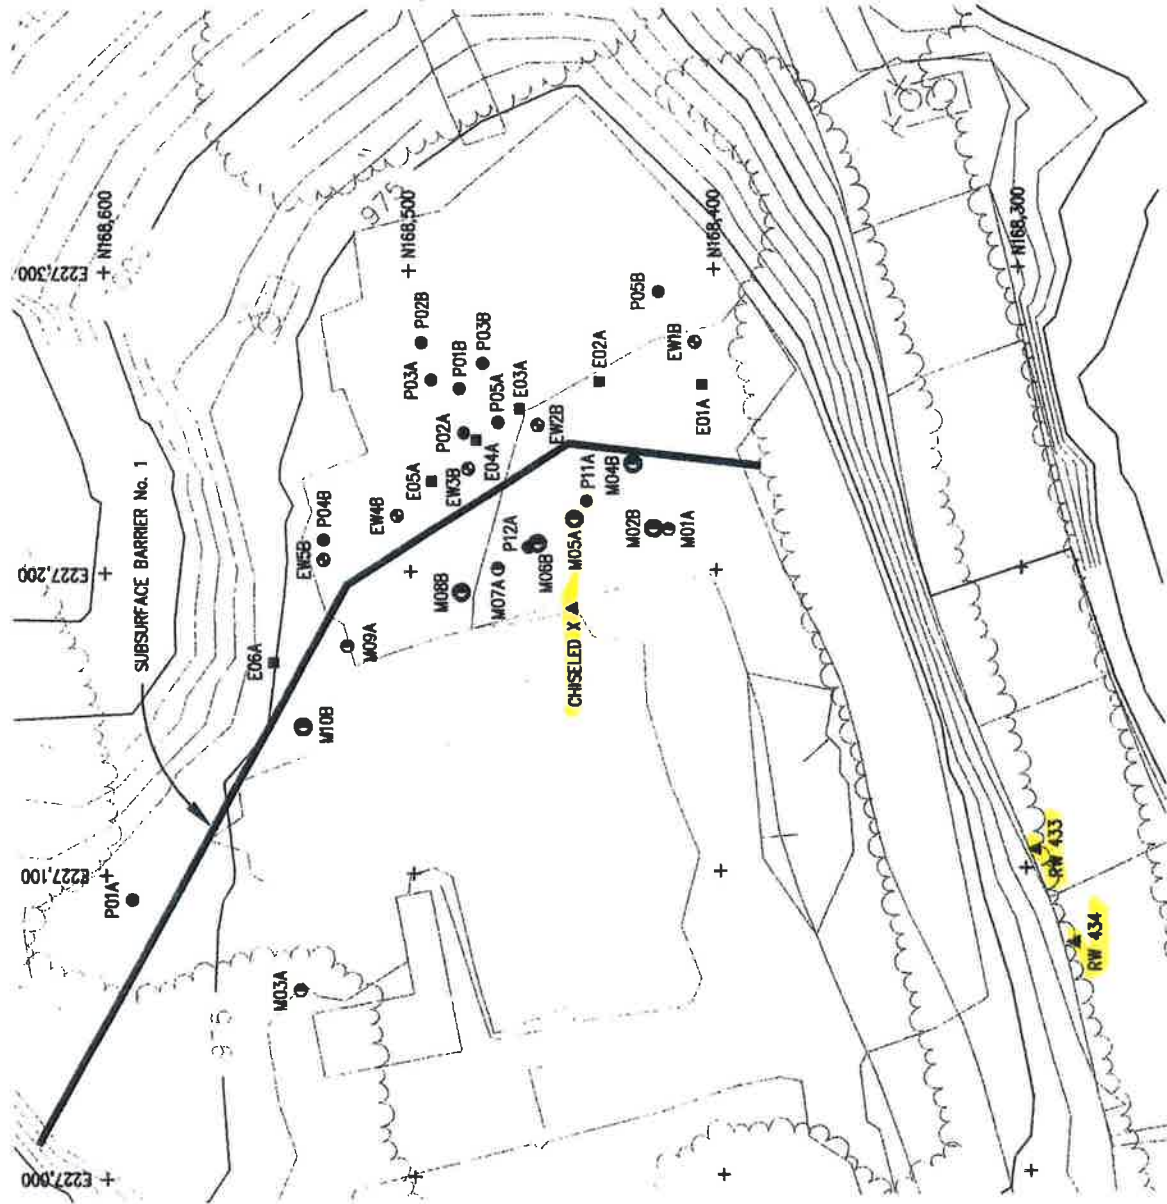 E227,300
N168,600
N168,500
N168,400
N168,300
975
SUBSURFACE BARRIER No. 1
P02B
P03A
P01B
P03B
P05B
EW1B
E02A
E01A
E03A
P05A
P02A
E04A
EW2B
EW3B
E05A
EW4B
P04B
EW5B
E227,200
P11A
M04B
M05A
M02B
M01A
P12A
M06B
M07A
M08B
CHISELED X
M09A
E06A
M10B
E227,100
P01A
M03A
975
RW 433
RW 434
E227,000